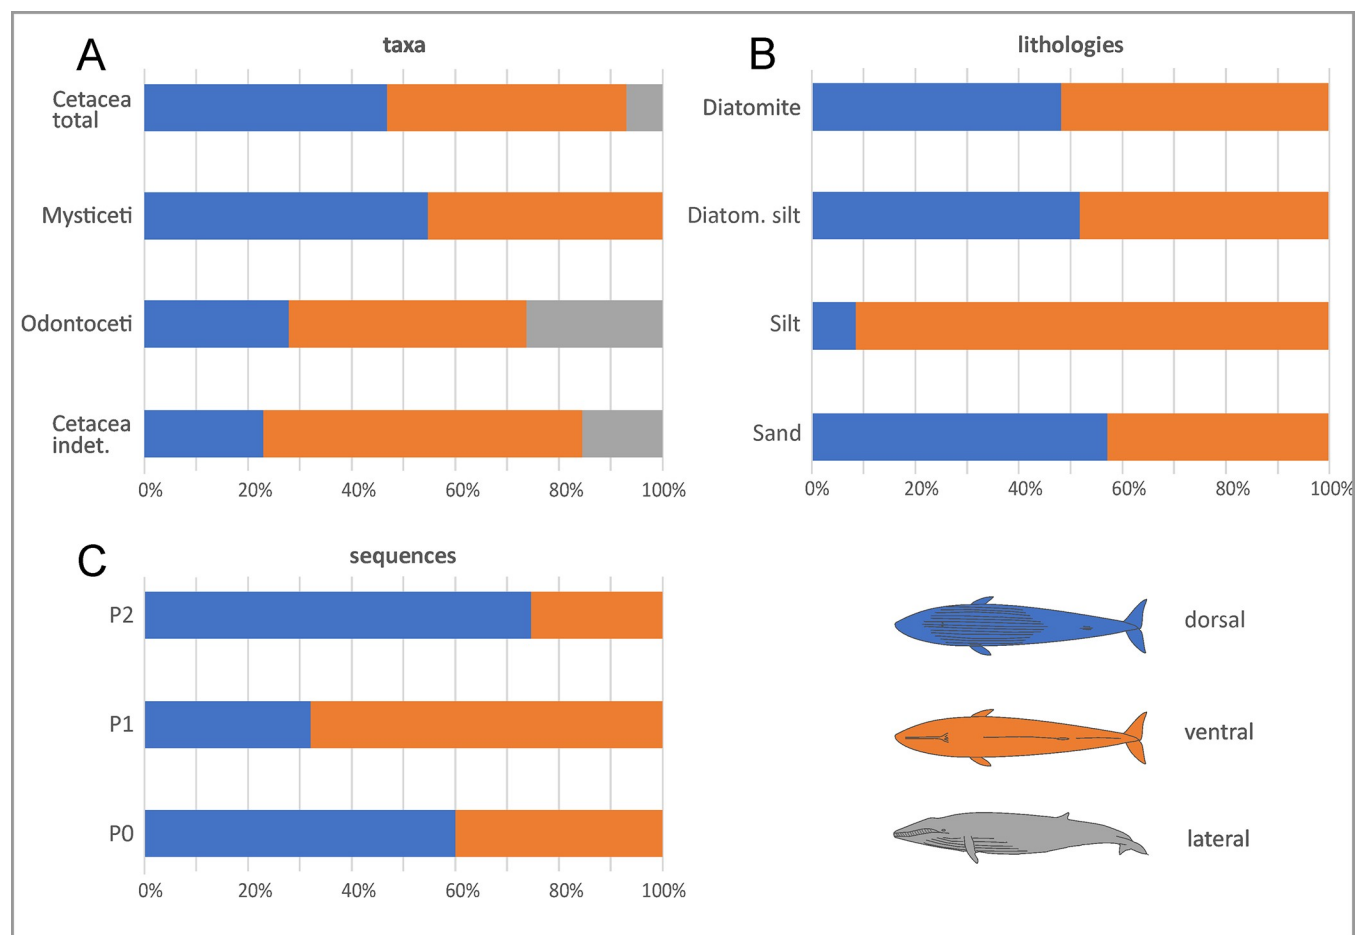 A
taxa
Cetacea
total
Mysticeti
Odontoceti
Cetacea
indet.
0% 20% 40% 60% 80% 100%
B
lithologies
Diatomite
Diatom. silt
Silt
Sand
0% 20% 40% 60% 80% 100%
C
sequences
P2
P1
P0
0% 20% 40% 60% 80% 100%
dorsal
ventral
lateral